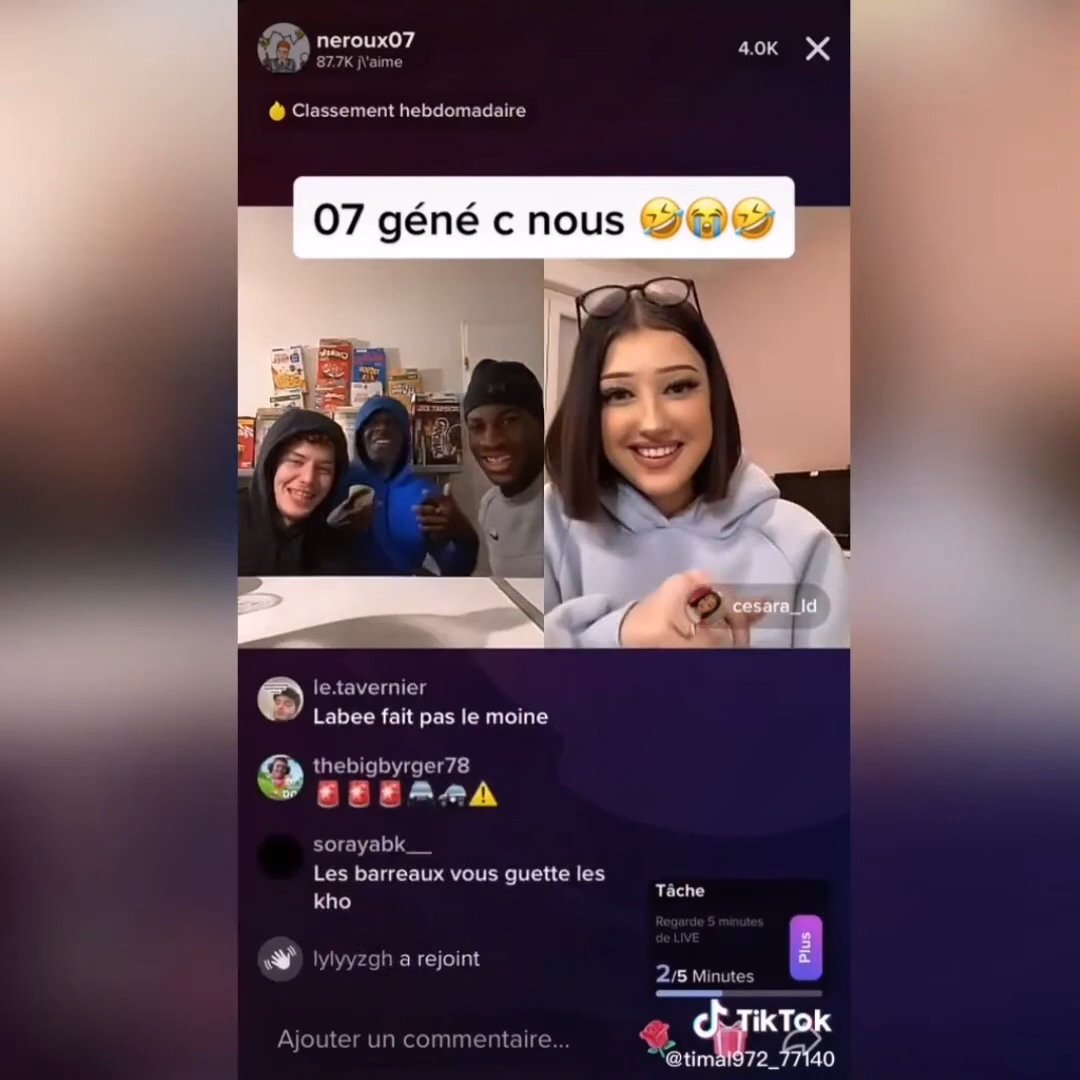 neroux07
87.7K j\'aime
4.0K
Classement hebdomadaire
07 géné c nous 🤣😭🤣
cesara_ld
le.tavernier
Labee fait pas le moine
thebigbyrger78
🚨🚨🚨🚘🚓⚠️
sorayabk__
Les barreaux vous guette les
kho
lylyyzgh a rejoint
Tâche
Regarde 5 minutes
de LIVE
2/5 Minutes
Plus
Ajouter un commentaire...
TikTok
@timal972_77140